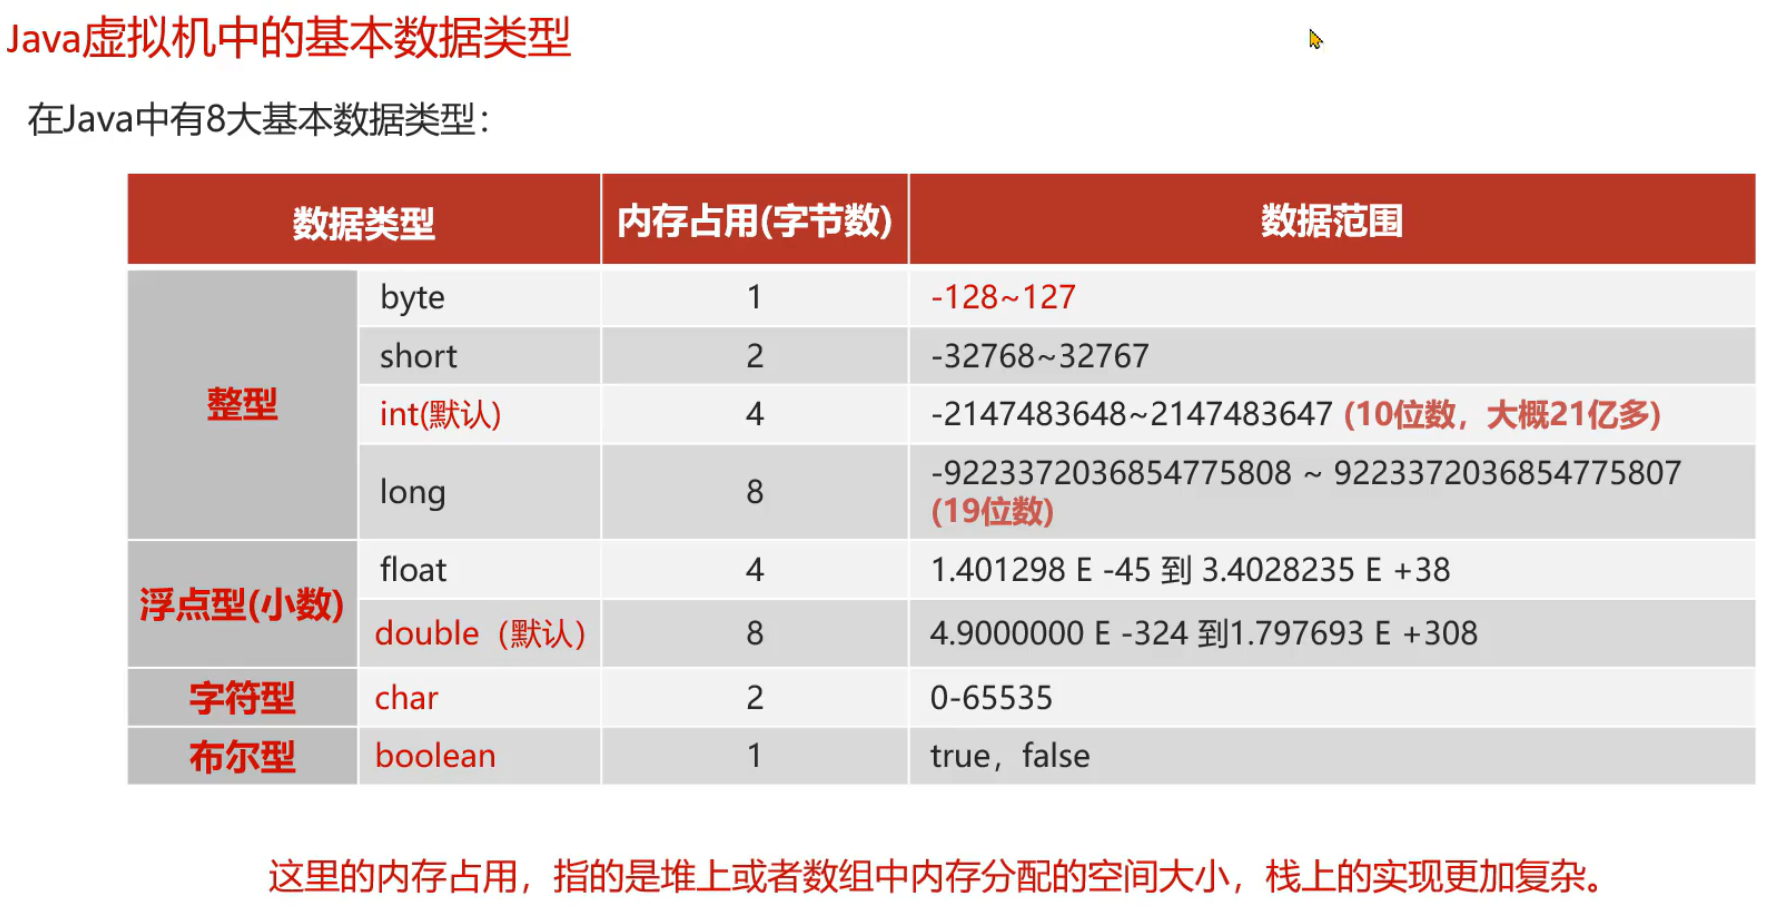 Java虚拟机中的基本数据类型
在Java中有8大基本数据类型：
数据类型 内存占用(字节数) 数据范围
整型
byte 1 -128~127
short 2 -32768~32767
int(默认) 4 -2147483648~2147483647 (10位数，大概21亿多)
long 8 -9223372036854775808 ~ 9223372036854775807
(19位数)
浮点型(小数)
float 4 1.401298 E -45 到 3.4028235 E +38
double（默认） 8 4.9000000 E -324 到1.797693 E +308
字符型 char 2 0-65535
布尔型 boolean 1 true，false
这里的内存占用，指的是堆上或者数组中内存分配的空间大小，栈上的实现更加复杂。